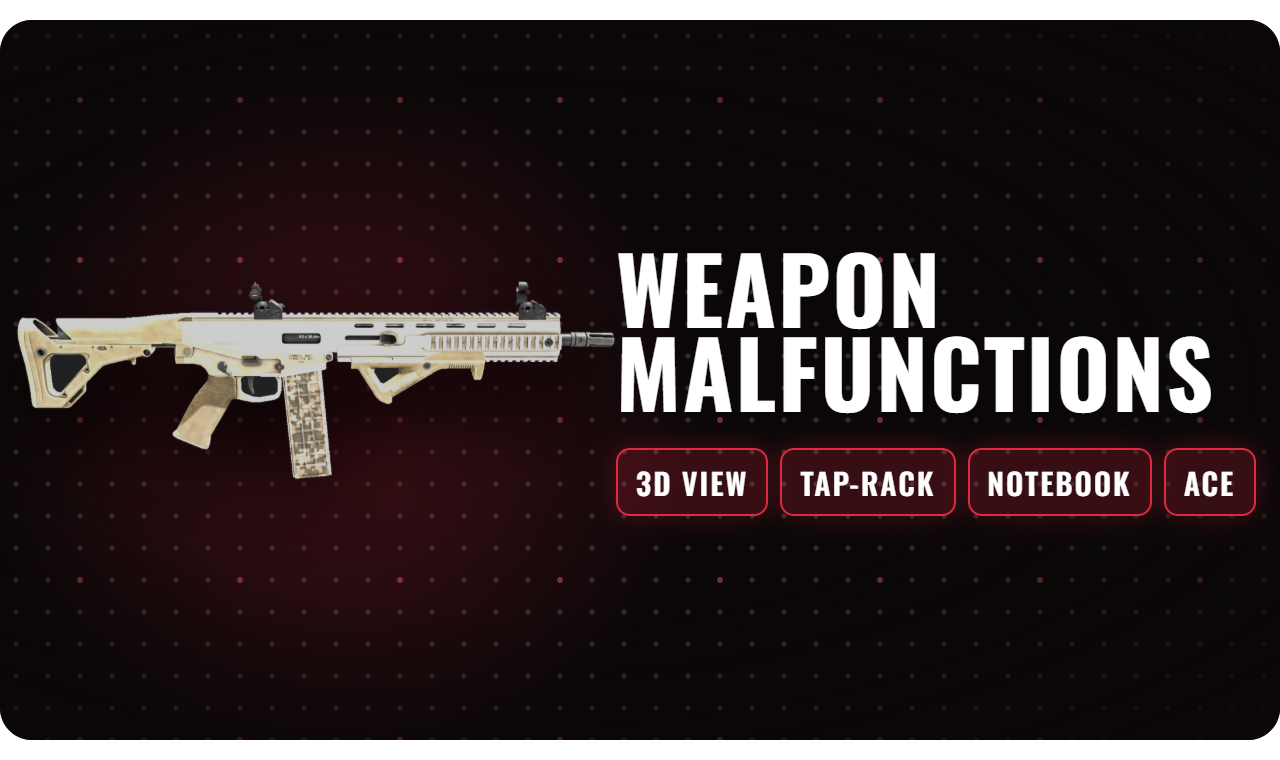 WEAPON
MALFUNCTIONS
3D VIEW
TAP-RACK
NOTEBOOK
ACE